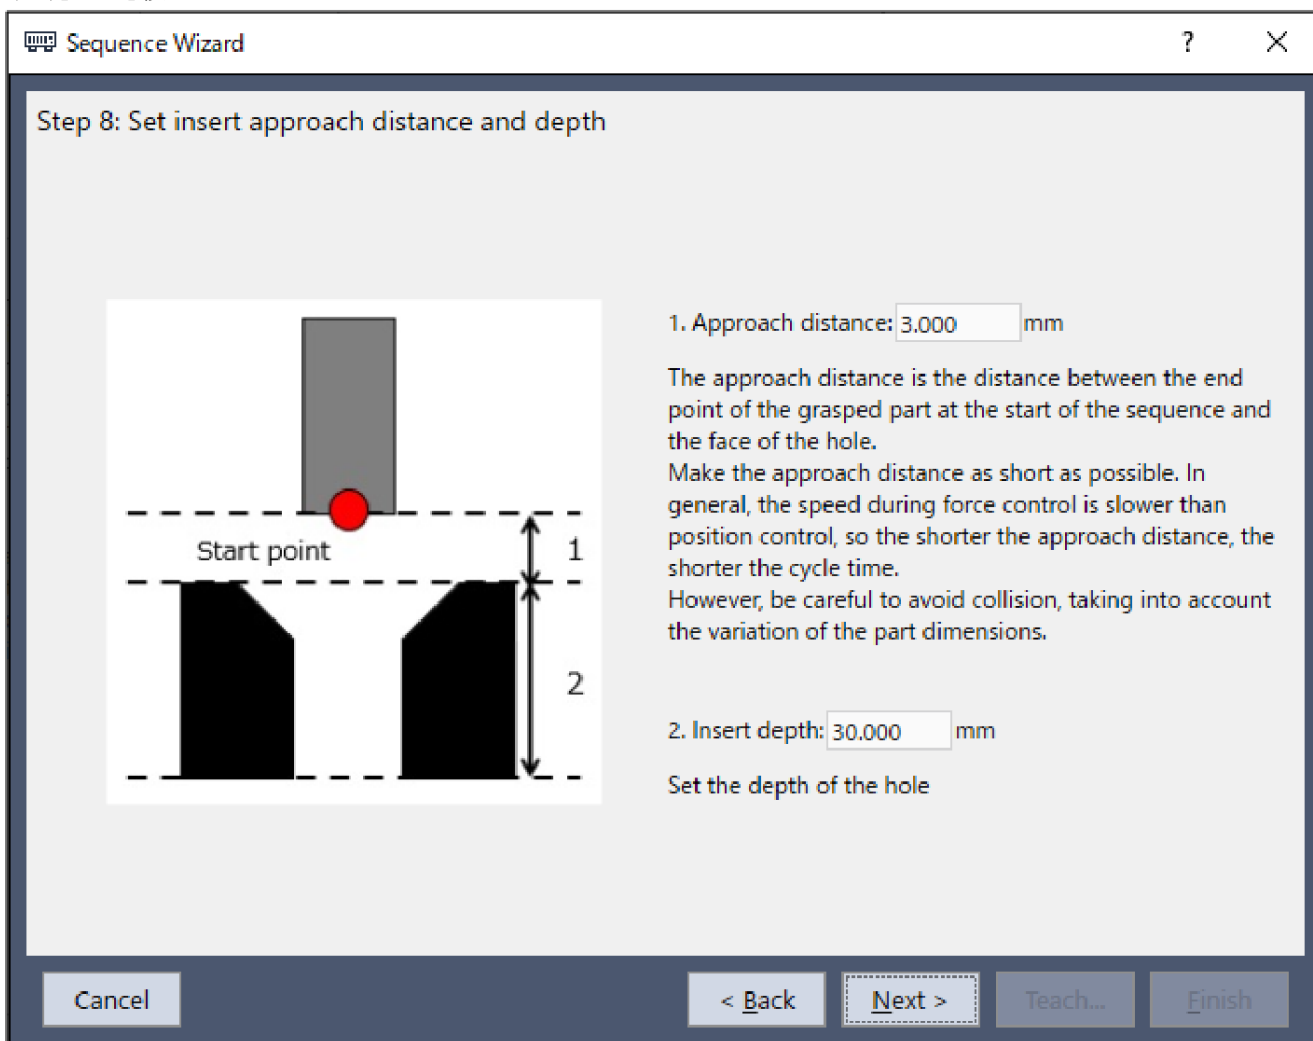 Sequence Wizard
?
Step 8: Set insert approach distance and depth
1. Approach distance: 3.000 mm
The approach distance is the distance between the end
point of the grasped part at the start of the sequence and
the face of the hole.
Make the approach distance as short as possible. In
general, the speed during force control is slower than
position control, so the shorter the approach distance, the
shorter the cycle time.
However, be careful to avoid collision, taking into account
the variation of the part dimensions.
Start point
1
2
2. Insert depth: 30.000 mm
Set the depth of the hole
Cancel
< Back
Next >
Teach...
Finish